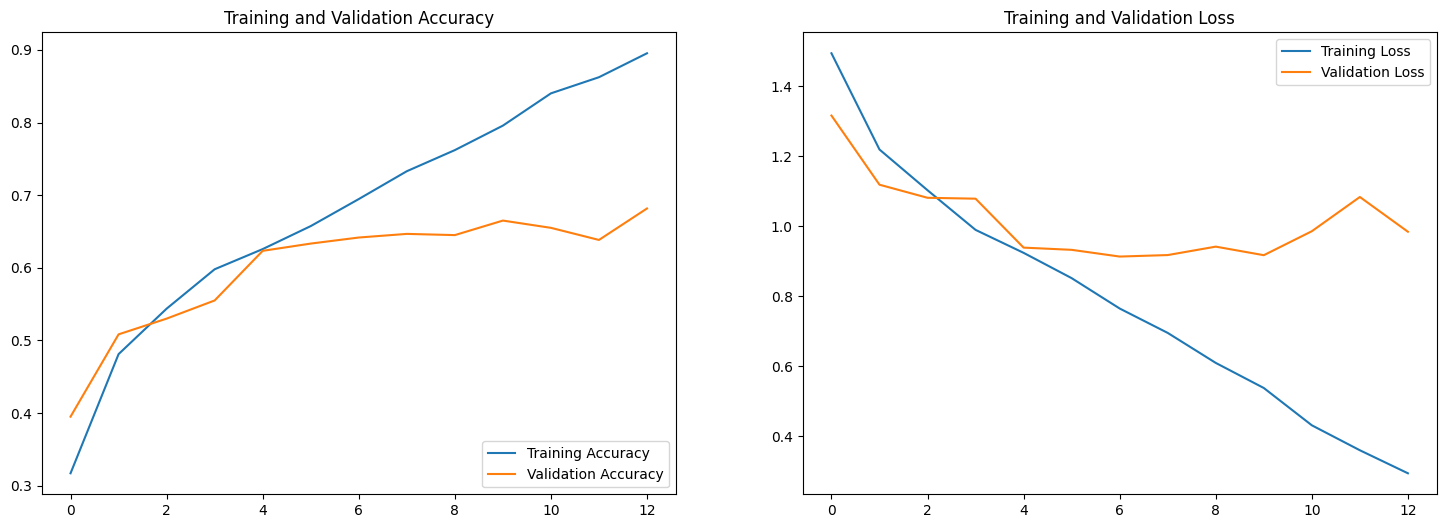 Training and Validation Accuracy
0.9
0.8
0.7
0.6
0.5
0.4
0.3
0 2 4 6 8 10 12
Training Accuracy
Validation Accuracy
Training and Validation Loss
1.4
1.2
1.0
0.8
0.6
0.4
0 2 4 6 8 10 12
Training Loss
Validation Loss